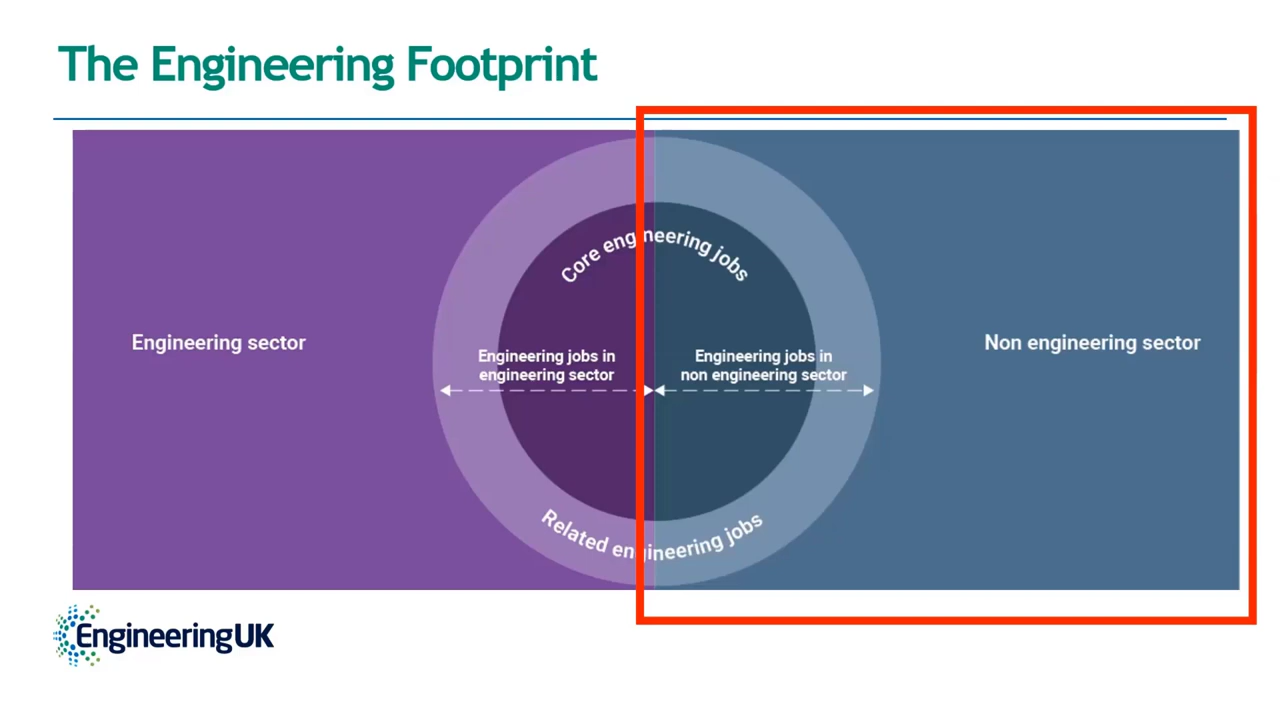 The Engineering Footprint
Core engineering jobs
Engineering sector
Engineering jobs in
engineering sector
Engineering jobs in
non engineering sector
Non engineering sector
Related engineering jobs
EngineeringUK